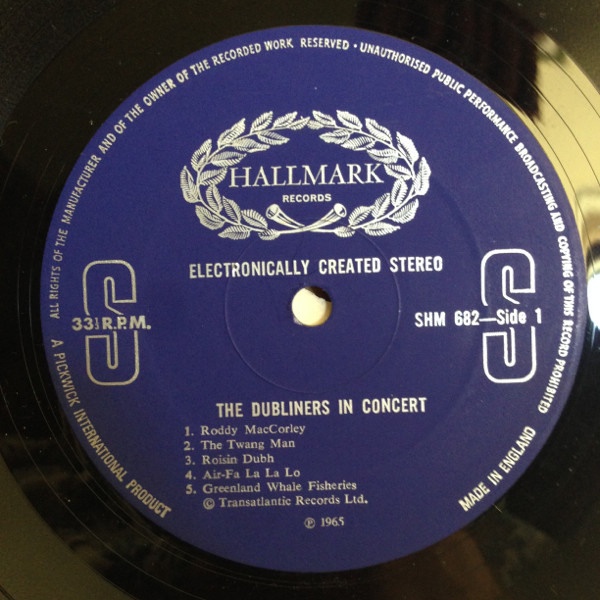 ALL RIGHTS OF THE MANUFACTURER AND OF THE OWNER OF THE RECORDED WORK RESERVED · UNAUTHORISED PUBLIC PERFORMANCE BROADCASTING AND COPYING OF THIS RECORD PROHIBITED
HALLMARK
RECORDS
ELECTRONICALLY CREATED STEREO
S S
33⅓ R.P.M.
SHM 682—Side 1
THE DUBLINERS IN CONCERT
1. Roddy MacCorley
2. The Twang Man
3. Roisin Dubh
4. Air-Fa La La Lo
5. Greenland Whale Fisheries
© Transatlantic Records Ltd.
℗ 1965
A PICKWICK INTERNATIONAL PRODUCT
MADE IN ENGLAND